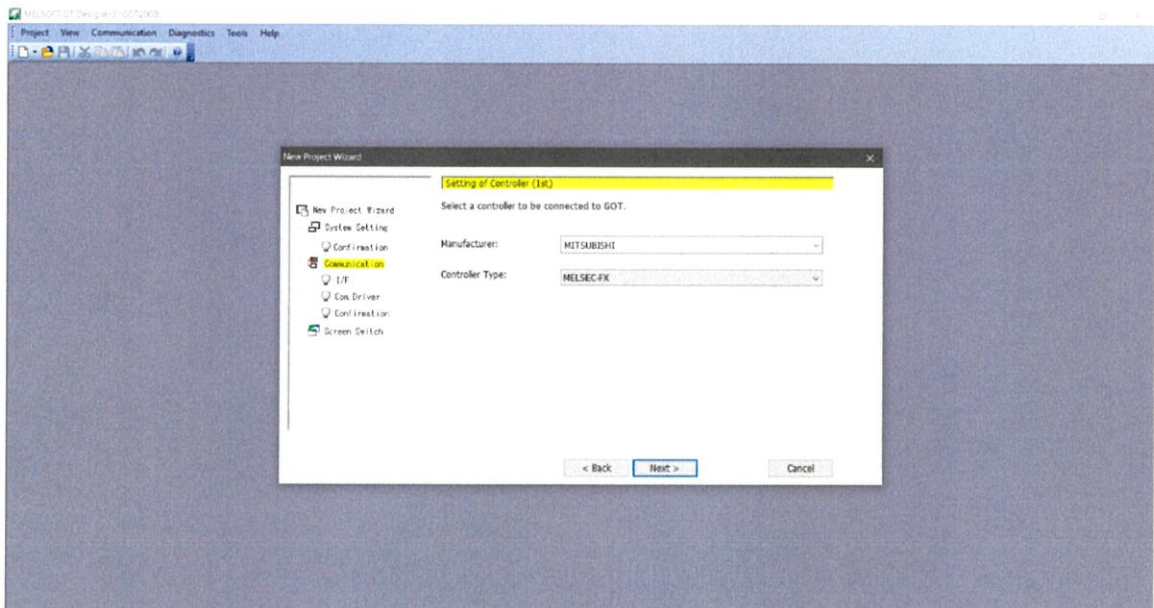 MELSOFT GT Designer3 (GOT2000)
Project View Communication Diagnostics Tools Help
New Project Wizard
Setting of Controller (1st)
Select a controller to be connected to GOT.
New Project Wizard
System Setting
Confirmation
Communication
I/F
Com.Driver
Confirmation
Screen Switch
Manufacturer:
MITSUBISHI
Controller Type:
MELSEC-FX
< Back
Next >
Cancel